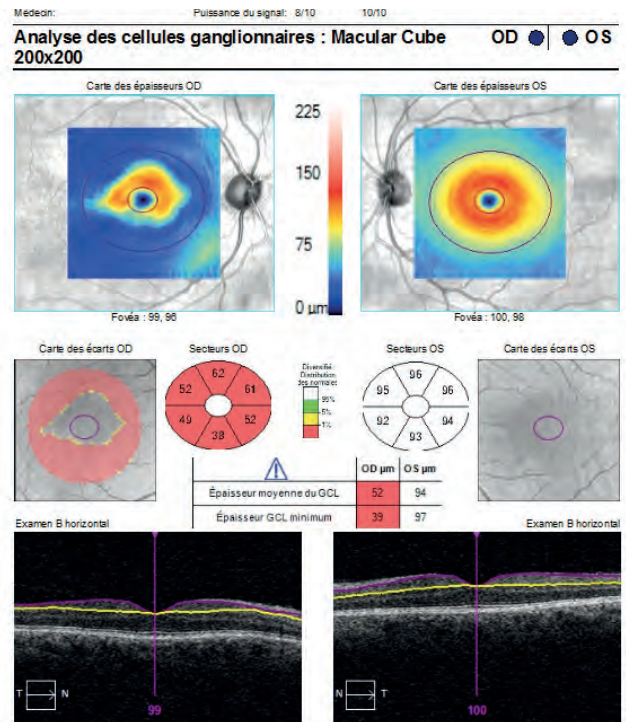 Médecin: Puissance du signal: 8/10 10/10
Analyse des cellules ganglionnaires : Macular Cube 200x200 OD OS
Carte des épaisseurs OD Carte des épaisseurs OS
225
150
75
0 µm
Fovéa : 99, 96 Fovéa : 100, 98
Carte des écarts OD Secteurs OD Secteurs OS Carte des écarts OS
Diversifié :
Distribution
des normales
95%
5%
1%
62
52 61
49 52
38
96
95 96
92 94
93
OD µm OS µm
Épaisseur moyenne du GCL 52 94
Épaisseur GCL minimum 39 97
Examen B horizontal Examen B horizontal
T N
99
N T
100